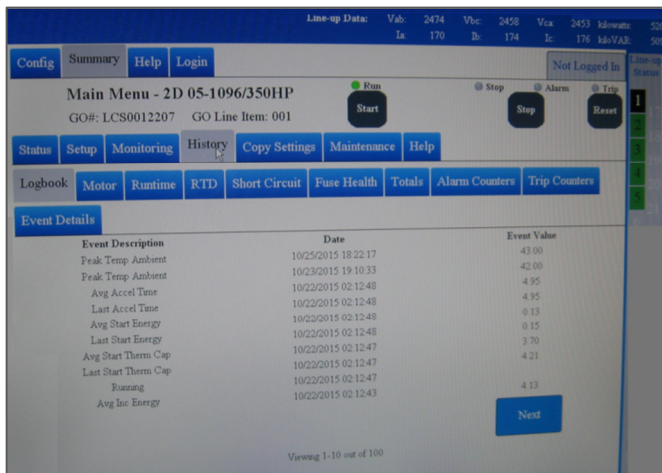 Line-up Data: Vab: 2474 Vbc: 2458 Vca: 2453 kilowatts:
Ia: 170 Ib: 174 Ic: 176 kiloVAR:
Config Summary Help Login Not Logged In Line-up
Status
Main Menu - 2D 05-1096/350HP Run Stop Alarm Trip
GO#: LCS0012207 GO Line Item: 001 Start Stop Reset
1
2
3
4
5
Status Setup Monitoring History Copy Settings Maintenance Help
Logbook Motor Runtime RTD Short Circuit Fuse Health Totals Alarm Counters Trip Counters
Event Details
Event Description Date Event Value
Peak Temp Ambient 10/25/2015 18:22:17 43.00
Peak Temp Ambient 10/23/2015 19:10:33 42.00
Avg Accel Time 10/22/2015 02:12:48 4.95
Last Accel Time 10/22/2015 02:12:48 4.95
Avg Start Energy 10/22/2015 02:12:48 0.13
Last Start Energy 10/22/2015 02:12:48 0.15
Avg Start Therm Cap 10/22/2015 02:12:47 3.70
Last Start Therm Cap 10/22/2015 02:12:47 4.21
Running 10/22/2015 02:12:47
Avg Inc Energy 10/22/2015 02:12:43 4.13
Next
Viewing 1-10 out of 100